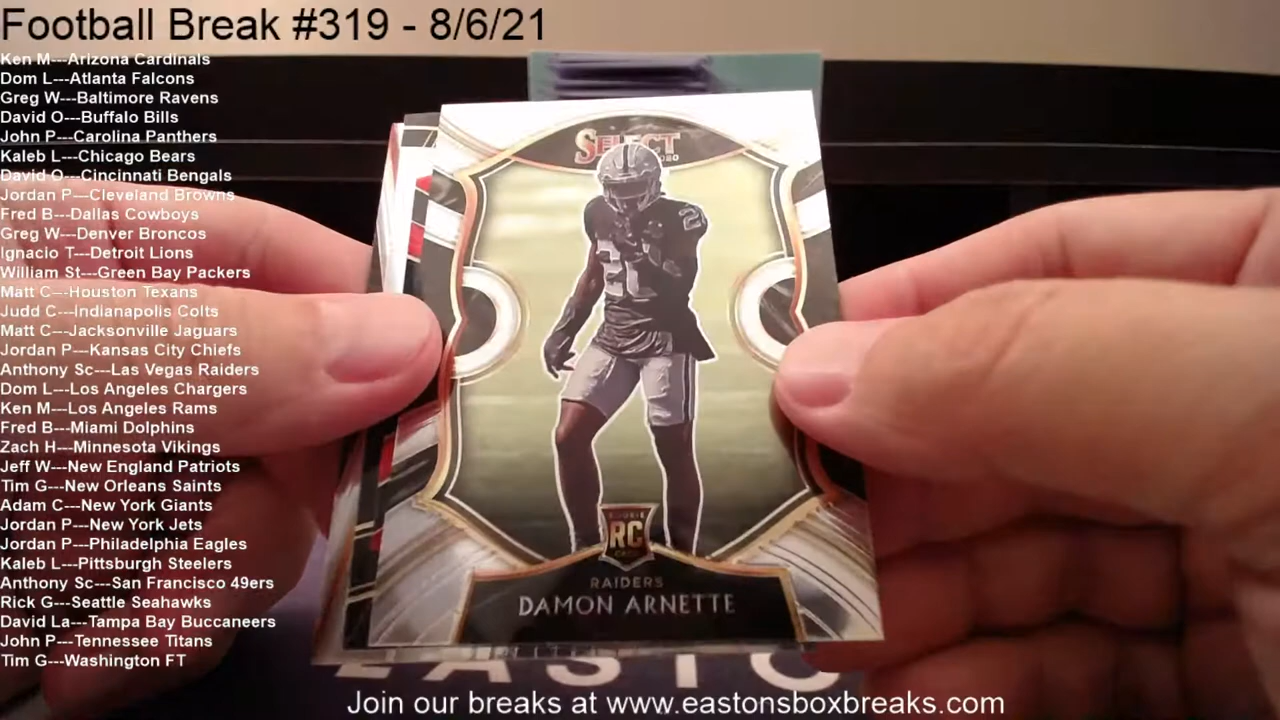 Football Break #319 - 8/6/21
Ken M---Arizona Cardinals
Dom L---Atlanta Falcons
Greg W---Baltimore Ravens
David O---Buffalo Bills
John P---Carolina Panthers
Kaleb L---Chicago Bears
David O---Cincinnati Bengals
Jordan P---Cleveland Browns
Fred B---Dallas Cowboys
Greg W---Denver Broncos
Ignacio T---Detroit Lions
William St---Green Bay Packers
Matt C---Houston Texans
Judd C---Indianapolis Colts
Matt C---Jacksonville Jaguars
Jordan P---Kansas City Chiefs
Anthony Sc---Las Vegas Raiders
Dom L---Los Angeles Chargers
Ken M---Los Angeles Rams
Fred B---Miami Dolphins
Zach H---Minnesota Vikings
Jeff W---New England Patriots
Tim G---New Orleans Saints
Adam C---New York Giants
Jordan P---New York Jets
Jordan P---Philadelphia Eagles
Kaleb L---Pittsburgh Steelers
Anthony Sc---San Francisco 49ers
Rick G---Seattle Seahawks
David La---Tampa Bay Buccaneers
John P---Tennessee Titans
Tim G---Washington FT
SELECT
2020
21
ROOKIE
RC
CARD
RAIDERS
DAMON ARNETTE
Join our breaks at www.eastonsboxbreaks.com